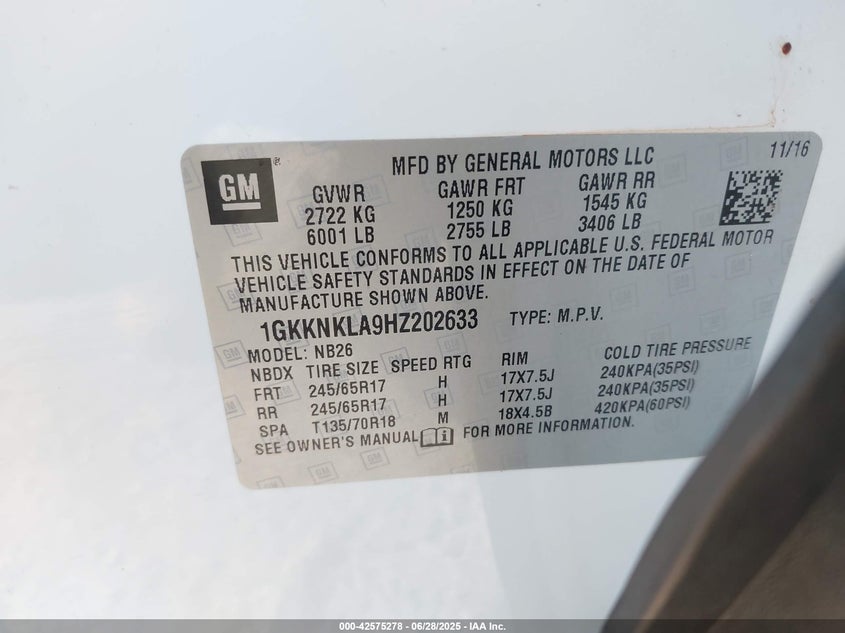 GM
MFD BY GENERAL MOTORS LLC
11/16
GVWR GAWR FRT GAWR RR
2722 KG 1250 KG 1545 KG
6001 LB 2755 LB 3406 LB
THIS VEHICLE CONFORMS TO ALL APPLICABLE U.S. FEDERAL MOTOR
VEHICLE SAFETY STANDARDS IN EFFECT ON THE DATE OF
MANUFACTURE SHOWN ABOVE.
1GKKNKLA9HZ202633 TYPE: M.P.V.
MODEL: NB26
NBDX TIRE SIZE SPEED RTG RIM COLD TIRE PRESSURE
FRT 245/65R17 H 17X7.5J 240KPA(35PSI)
RR 245/65R17 H 17X7.5J 240KPA(35PSI)
SPA T135/70R18 M 18X4.5B 420KPA(60PSI)
SEE OWNER'S MANUAL FOR MORE INFORMATION.
000-42575278 - 06/28/2025 - IAAI.COM